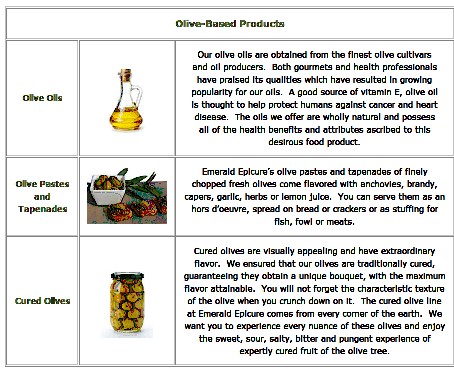 Olive-Based Products
Olive Oils
Our olive oils are obtained from the finest olive cultivars
and oil producers. Both gourmets and health professionals
have praised its qualities which have resulted in growing
popularity for our oils. A good source of vitamin E, olive oil
is thought to help protect humans against cancer and heart
disease. The oils we offer are wholly natural and possess
all of the health benefits and attributes ascribed to this
desirous food product.
Olive Pastes
and
Tapenades
Emerald Epicure's olive pastes and tapenades of finely
chopped fresh olives come flavored with anchovies, brandy,
capers, garlic, herbs or lemon juice. You can serve them as an
hors d'oeuvre, spread on bread or crackers or as stuffing for
fish, fowl or meats.
Cured Olives
Cured olives are visually appealing and have extraordinary
flavor. We ensured that our olives are traditionally cured,
guaranteeing they obtain a unique bouquet, with the maximum
flavor attainable. You will not forget the characteristic texture
of the olive when you crunch down on it. The cured olive line
at Emerald Epicure comes from every corner of the earth. We
want you to experience every nuance of these olives and enjoy
the sweet, sour, salty, bitter and pungent experience of
expertly cured fruit of the olive tree.